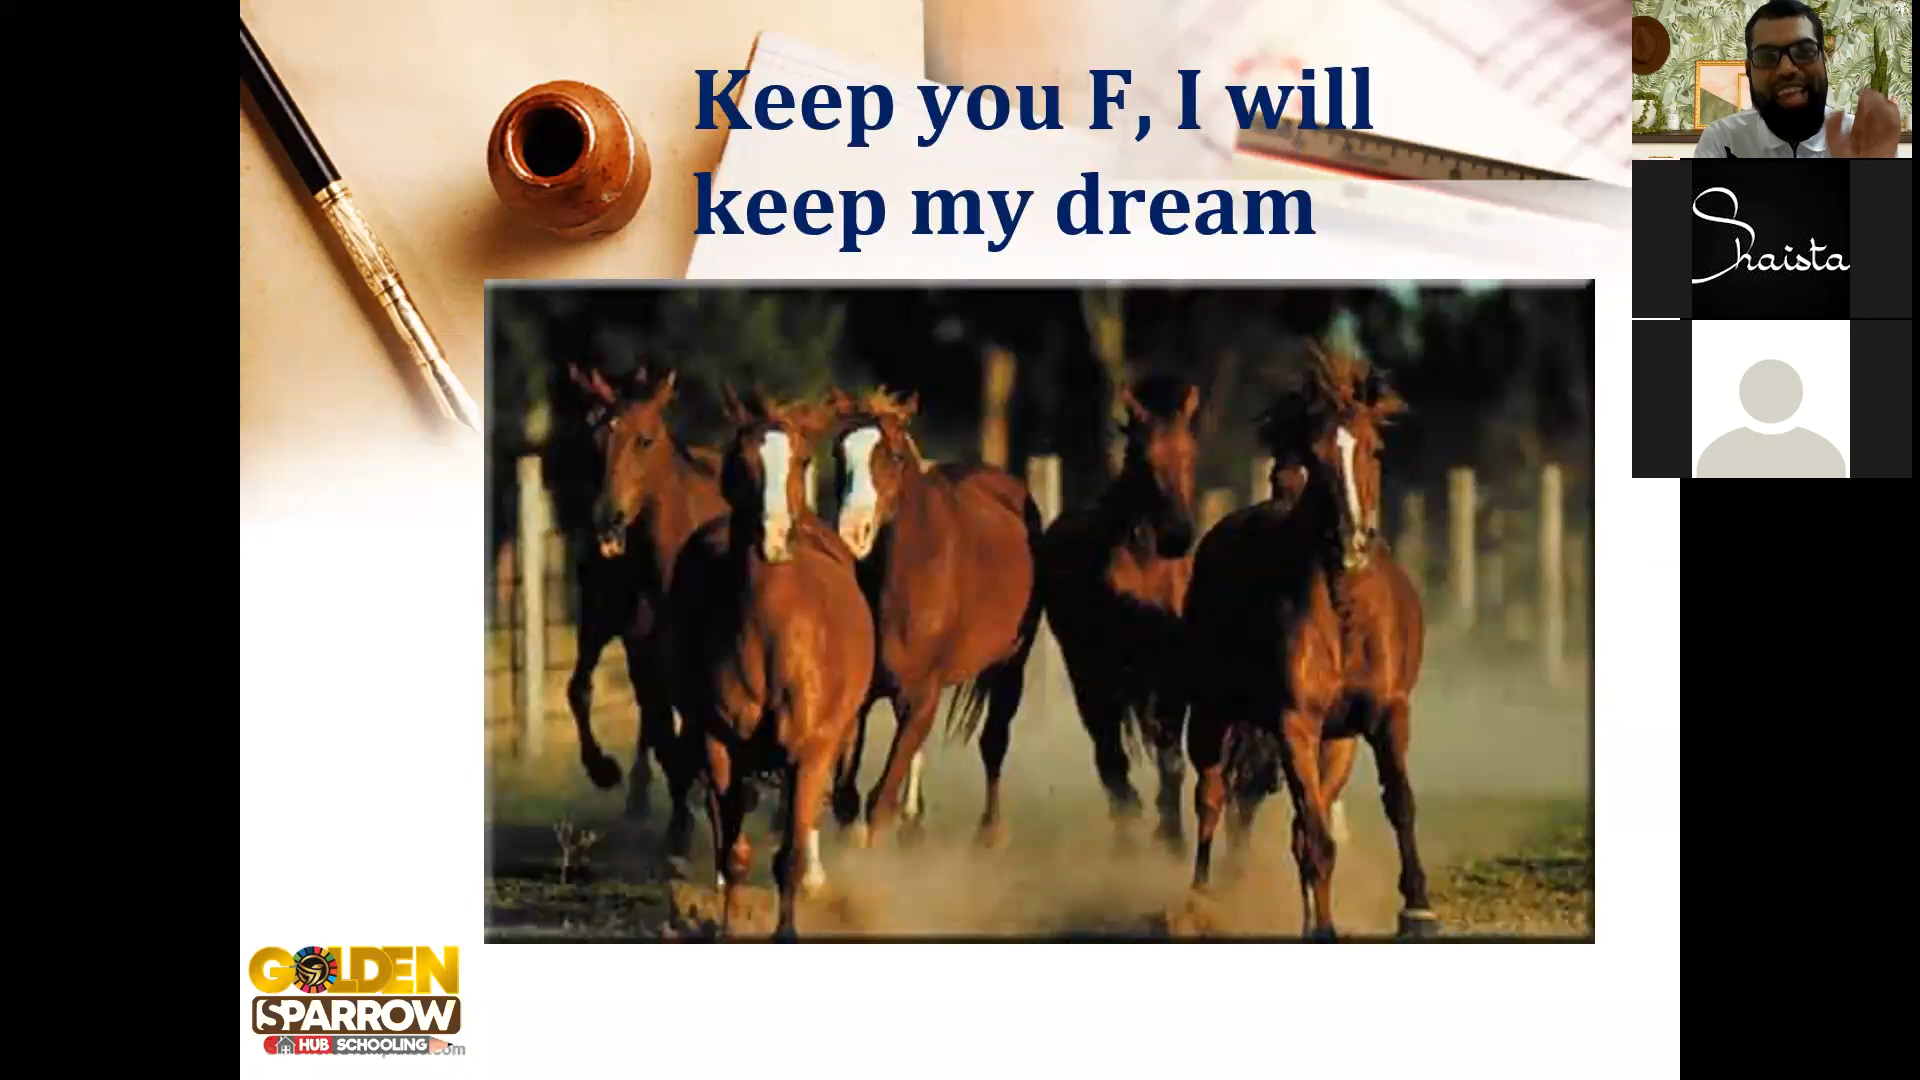 Keep you F, I will
keep my dream
Shaista
GOLDEN
SPARROW
HUB SCHOOLING